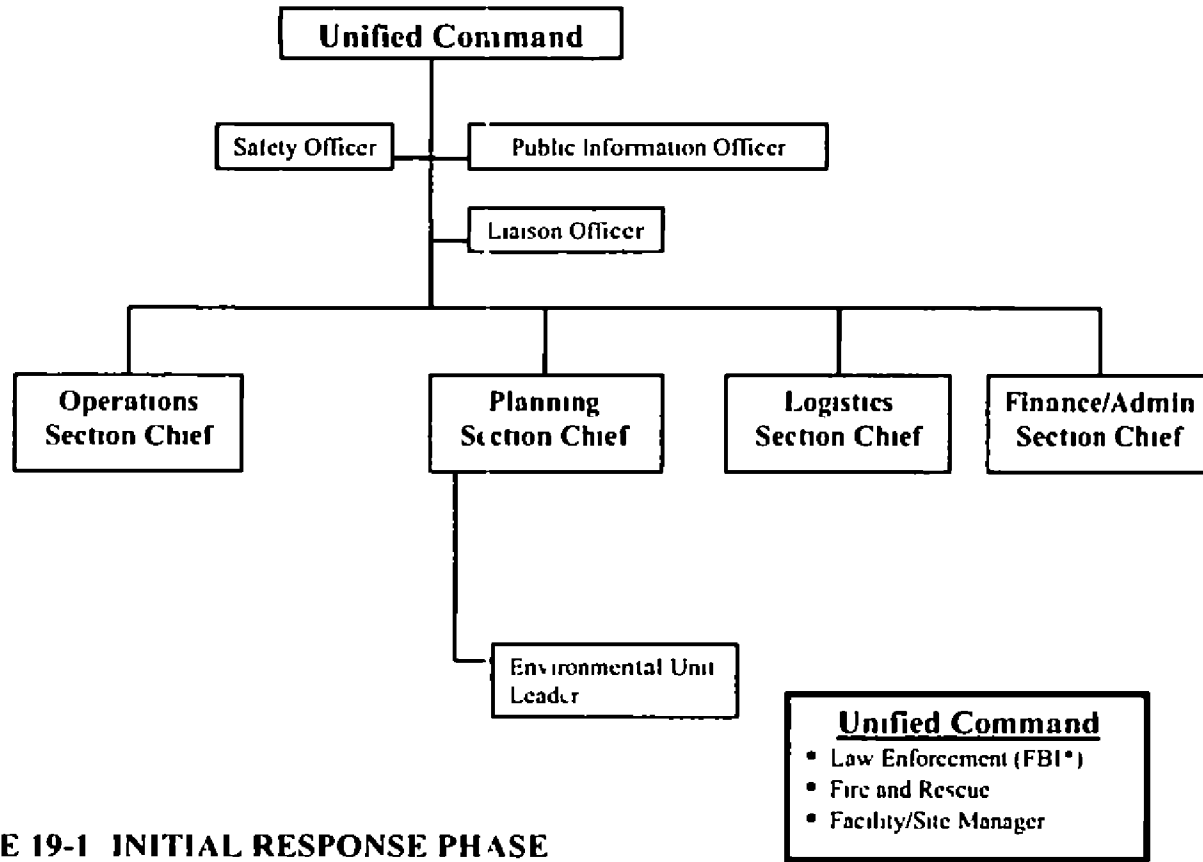 Unified Command
Safety Officer
Public Information Officer
Liaison Officer
Operations
Section Chief
Planning
Section Chief
Logistics
Section Chief
Finance/Admin
Section Chief
Environmental Unit
Leader
Unified Command
• Law Enforcement (FBI*)
• Fire and Rescue
• Facility/Site Manager
E 19-1 INITIAL RESPONSE PHASE